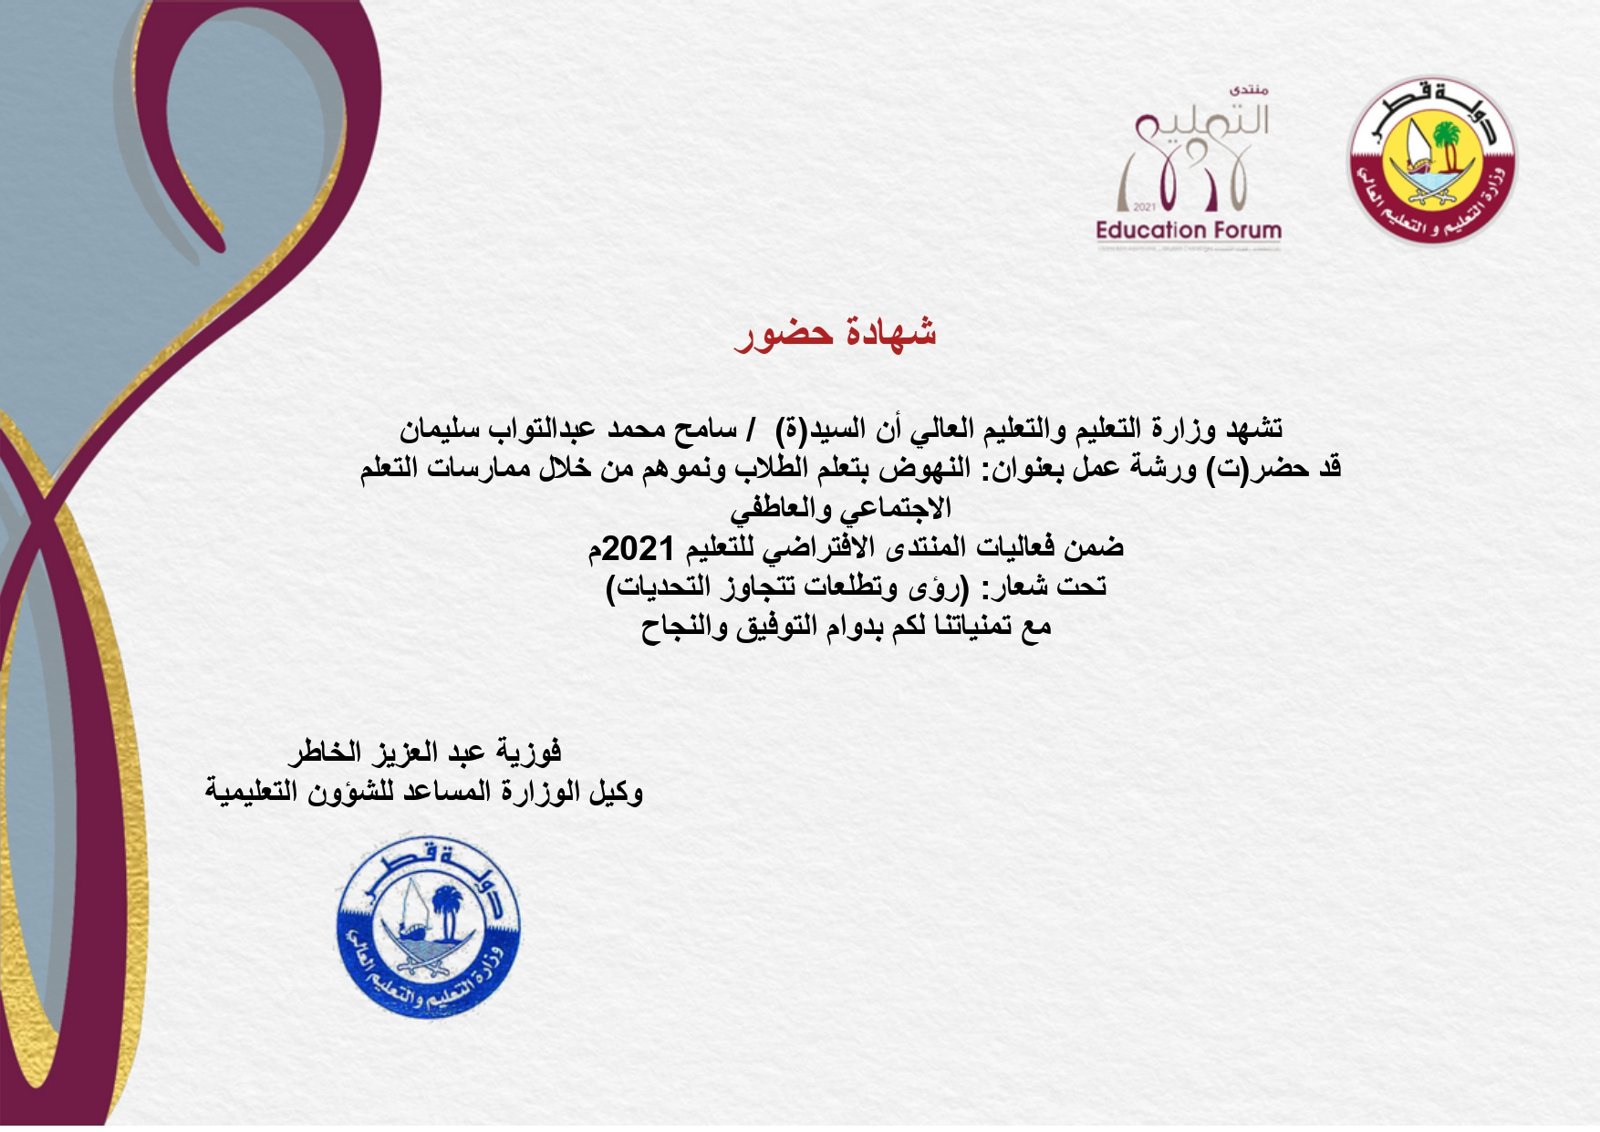 دولة قطر
وزارة التعليم و التعليم العالي
منتدى
التعليم
2021
Education Forum
شهادة حضور
تشهد وزارة التعليم والتعليم العالي أن السيد(ة) / سامح محمد عبدالتواب سليمان
قد حضر(ت) ورشة عمل بعنوان: النهوض بتعلم الطلاب ونموهم من خلال ممارسات التعلم
الاجتماعي والعاطفي
ضمن فعاليات المنتدى الافتراضي للتعليم 2021م
تحت شعار: (رؤى وتطلعات تتجاوز التحديات)
مع تمنياتنا لكم بدوام التوفيق والنجاح
فوزية عبد العزيز الخاطر
وكيل الوزارة المساعد للشؤون التعليمية
دولة قطر
وزارة التعليم والتعليم العالي